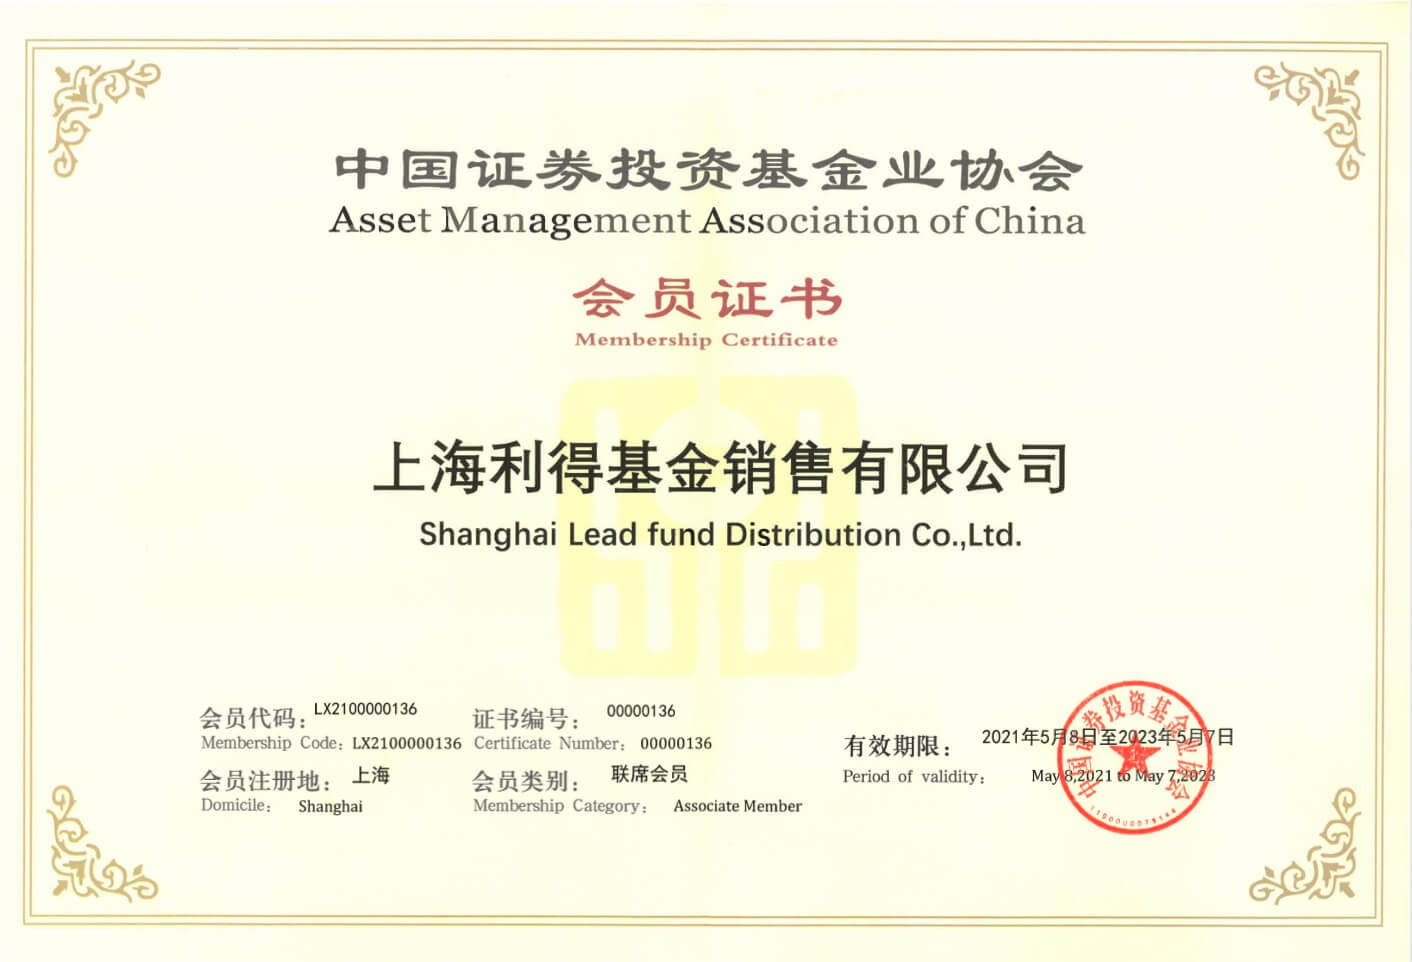 中国证券投资基金业协会
Asset Management Association of China
会员证书
Membership Certificate
上海利得基金销售有限公司
Shanghai Lead fund Distribution Co.,Ltd.
会员代码：LX2100000136
Membership Code：LX2100000136
证书编号：00000136
Certificate Number：00000136
会员注册地：上海
Domicile：Shanghai
会员类别：联席会员
Membership Category：Associate Member
有效期限：2021年5月8日至2023年5月7日
Period of validity：May 8,2021 to May 7,2023
中国证券投资基金业协会